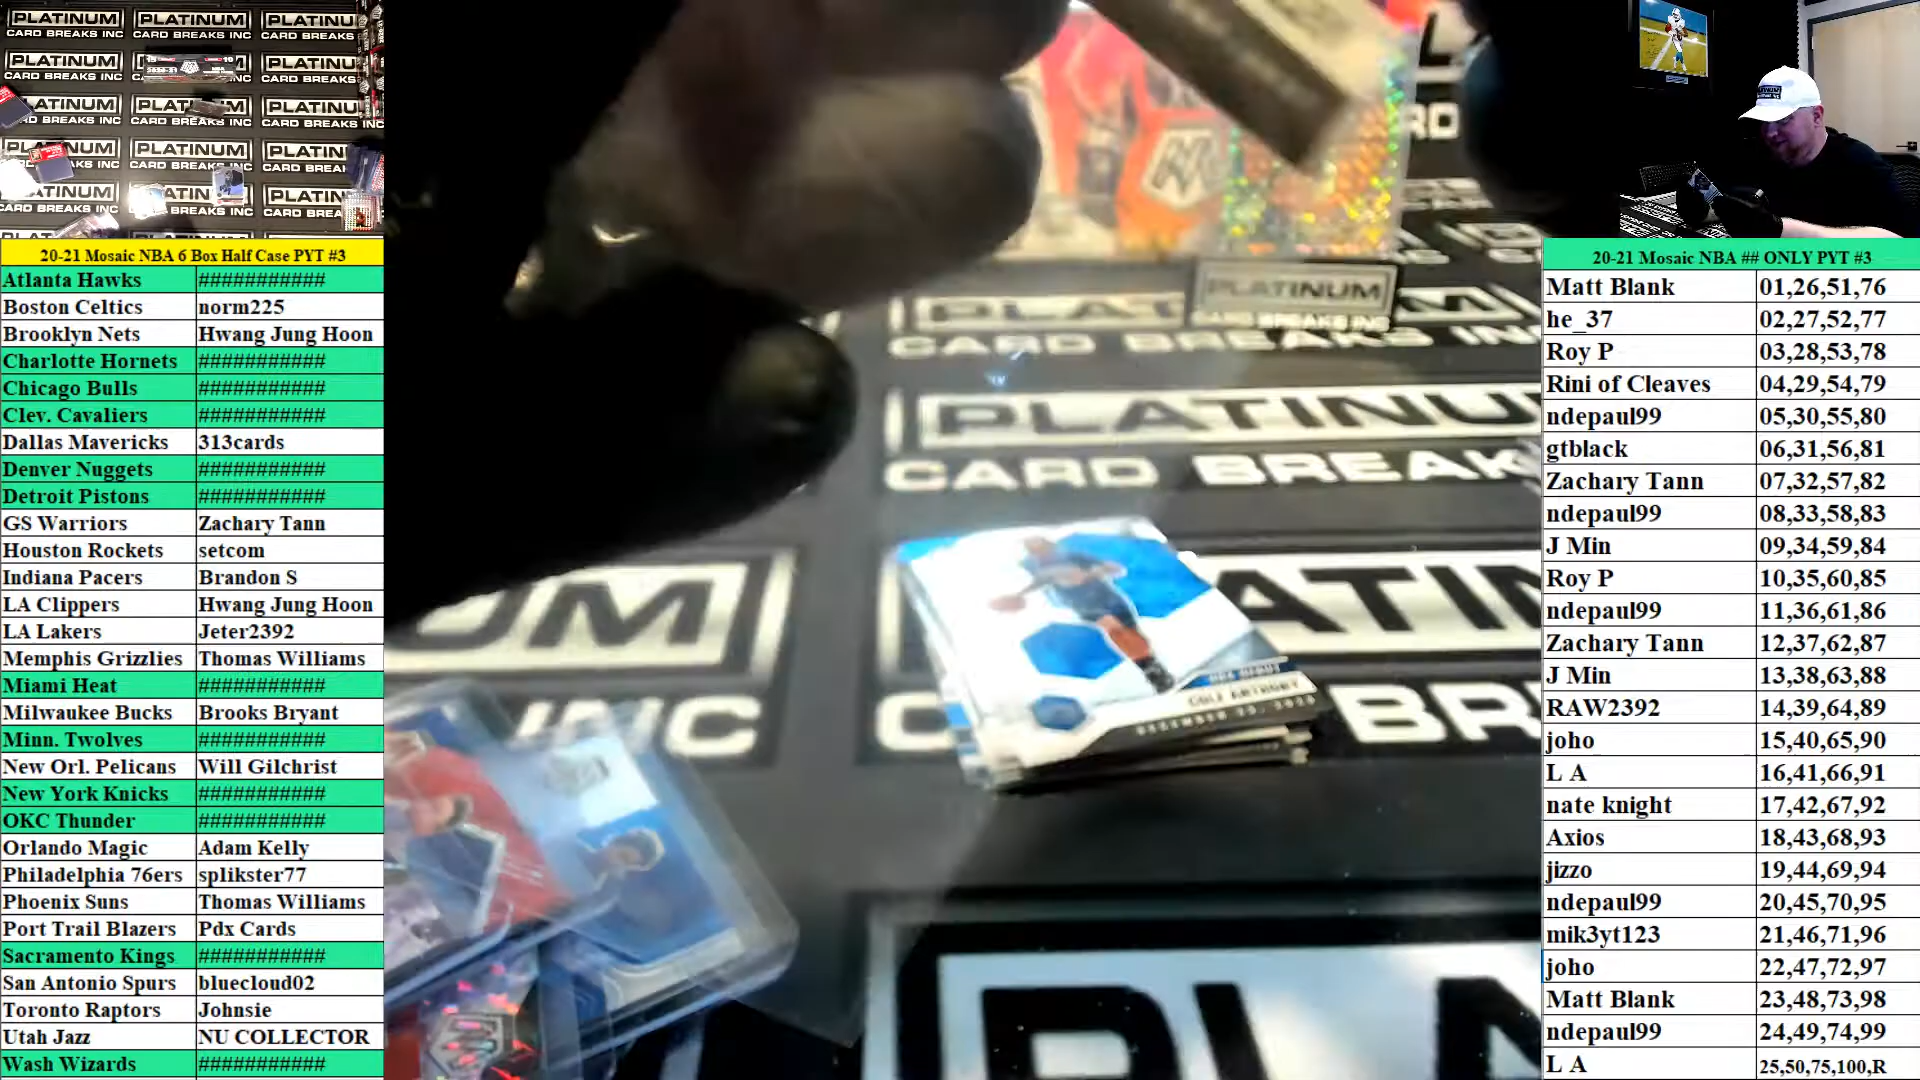 PLATINUM PLATINUM PLATINU
CARD BREAKS INC CARD BREAKS INC CARD BREAKS
PLATINUM
CARD BREAKS INC
20-21 Mosaic NBA 6 Box Half Case PYT #3
Atlanta Hawks ###########
Boston Celtics norm225
Brooklyn Nets Hwang Jung Hoon
Charlotte Hornets ###########
Chicago Bulls ###########
Clev. Cavaliers ###########
Dallas Mavericks 313cards
Denver Nuggets ###########
Detroit Pistons ###########
GS Warriors Zachary Tann
Houston Rockets setcom
Indiana Pacers Brandon S
LA Clippers Hwang Jung Hoon
LA Lakers Jeter2392
Memphis Grizzlies Thomas Williams
Miami Heat ###########
Milwaukee Bucks Brooks Bryant
Minn. Twolves ###########
New Orl. Pelicans Will Gilchrist
New York Knicks ###########
OKC Thunder ###########
Orlando Magic Adam Kelly
Philadelphia 76ers splikster77
Phoenix Suns Thomas Williams
Port Trail Blazers Pdx Cards
Sacramento Kings ###########
San Antonio Spurs bluecloud02
Toronto Raptors Johnsie
Utah Jazz NU COLLECTOR
Wash Wizards ###########
PLATINUM
CARD BREAKS INC
PLATINU
CARD BREAK
NBA DEBUT
COLE ANTHONY
DECEMBER 23, 2020
20-21 Mosaic NBA ## ONLY PYT #3
Matt Blank 01,26,51,76
he_37 02,27,52,77
Roy P 03,28,53,78
Rini of Cleaves 04,29,54,79
ndepaul99 05,30,55,80
gtblack 06,31,56,81
Zachary Tann 07,32,57,82
ndepaul99 08,33,58,83
J Min 09,34,59,84
Roy P 10,35,60,85
ndepaul99 11,36,61,86
Zachary Tann 12,37,62,87
J Min 13,38,63,88
RAW2392 14,39,64,89
joho 15,40,65,90
L A 16,41,66,91
nate knight 17,42,67,92
Axios 18,43,68,93
jizzo 19,44,69,94
ndepaul99 20,45,70,95
mik3yt123 21,46,71,96
joho 22,47,72,97
Matt Blank 23,48,73,98
ndepaul99 24,49,74,99
L A 25,50,75,100,R